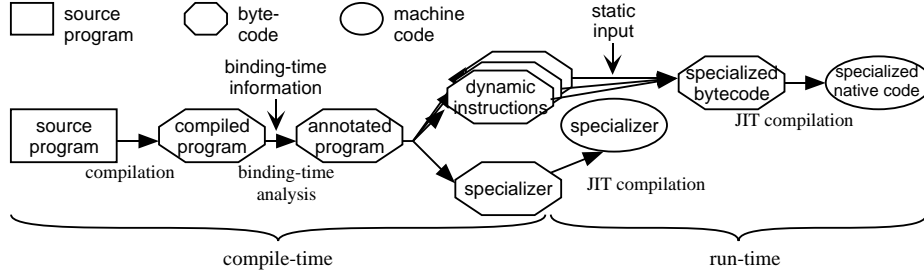 source
program
byte-
code
machine
code
static
input
binding-time
information
dynamic
instructions
specialized
bytecode
specialized
native code
JIT compilation
source
program
compiled
program
annotated
program
specializer
compilation
binding-time
analysis
specializer
JIT compilation
compile-time
run-time